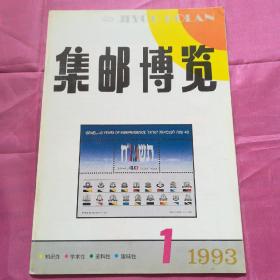 JIYOU BOLAN
集邮博览
ISRAEL-40 YEARS OF INDEPENDENCE
知识性 学术性 资料性 趣味性
1 1993